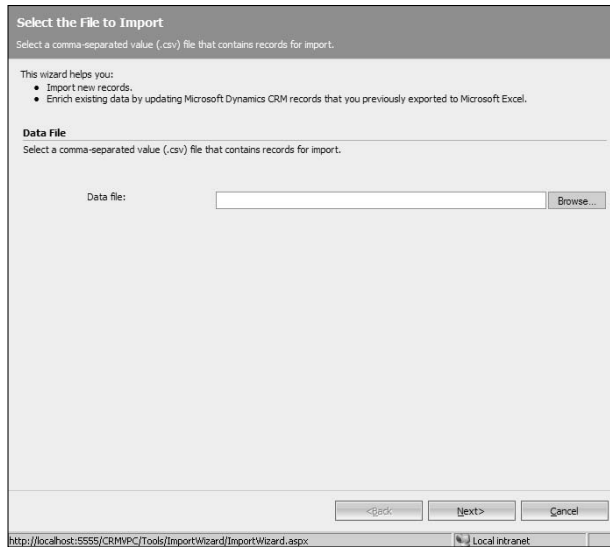 Select the File to Import
Select a comma-separated value (.csv) file that contains records for import.
This wizard helps you:
• Import new records.
• Enrich existing data by updating Microsoft Dynamics CRM records that you previously exported to Microsoft Excel.
Data File
Select a comma-separated value (.csv) file that contains records for import.
Data file:
Browse...
<Back
Next>
Cancel
http://localhost:5555/CRMVPC/Tools/ImportWizard/ImportWizard.aspx
Local intranet